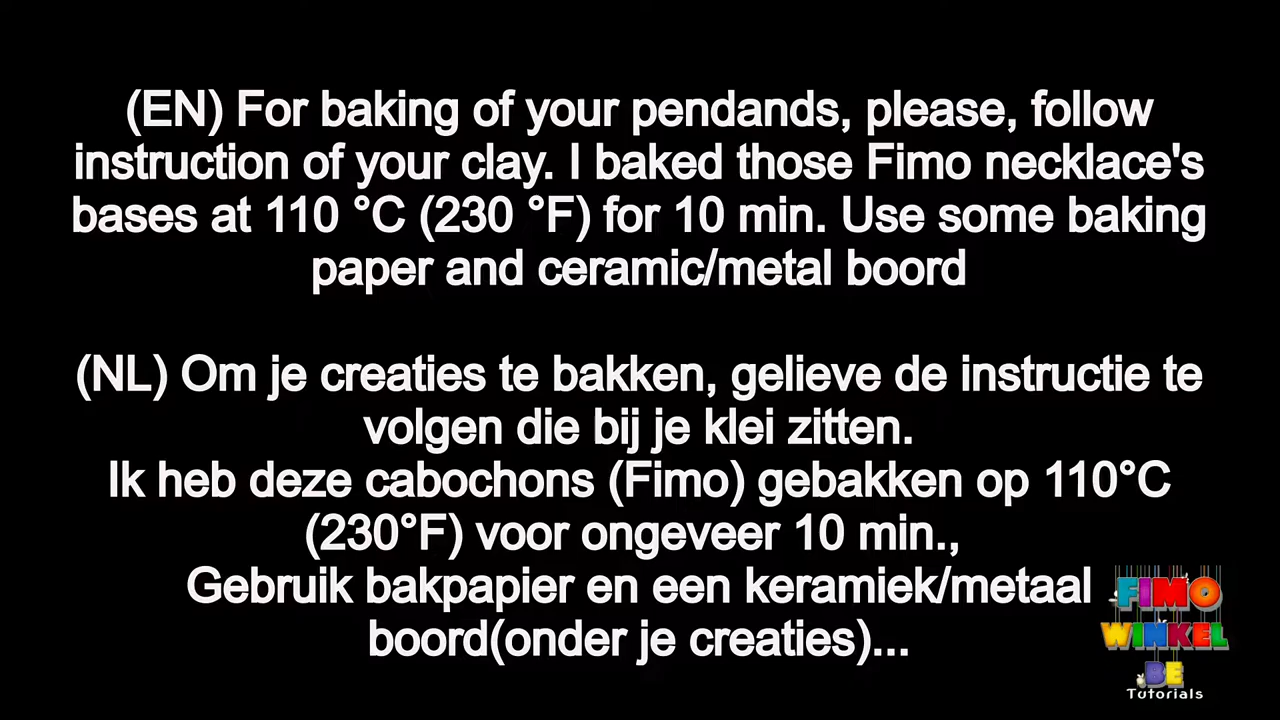 (EN) For baking of your pendands, please, follow
instruction of your clay. I baked those Fimo necklace's
bases at 110 °C (230 °F) for 10 min. Use some baking
paper and ceramic/metal boord
(NL) Om je creaties te bakken, gelieve de instructie te
volgen die bij je klei zitten.
Ik heb deze cabochons (Fimo) gebakken op 110°C
(230°F) voor ongeveer 10 min.,
Gebruik bakpapier en een keramiek/metaal
boord(onder je creaties)...
FIMO
WINKEL
.BE
Tutorials